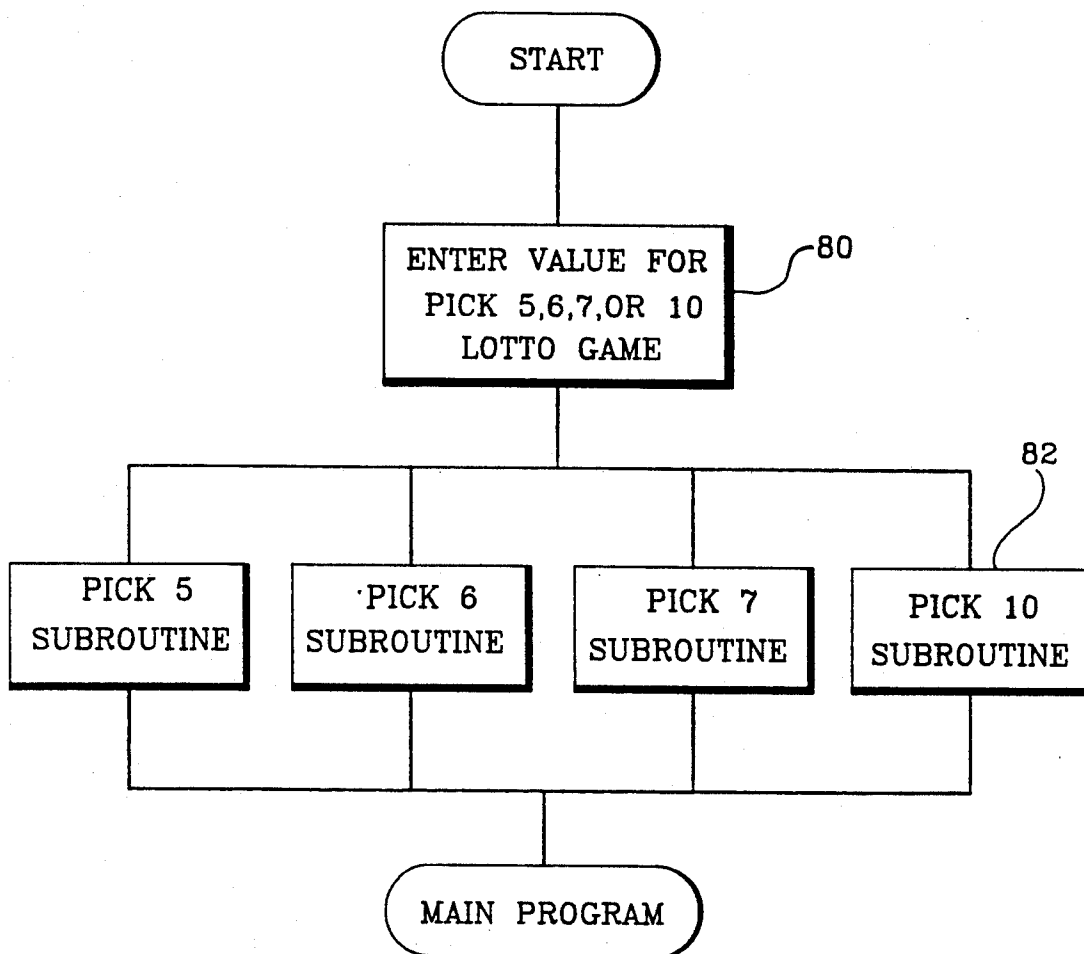 START
ENTER VALUE FOR
PICK 5,6,7,OR 10
LOTTO GAME
80
82
PICK 5
SUBROUTINE
PICK 6
SUBROUTINE
PICK 7
SUBROUTINE
PICK 10
SUBROUTINE
MAIN PROGRAM